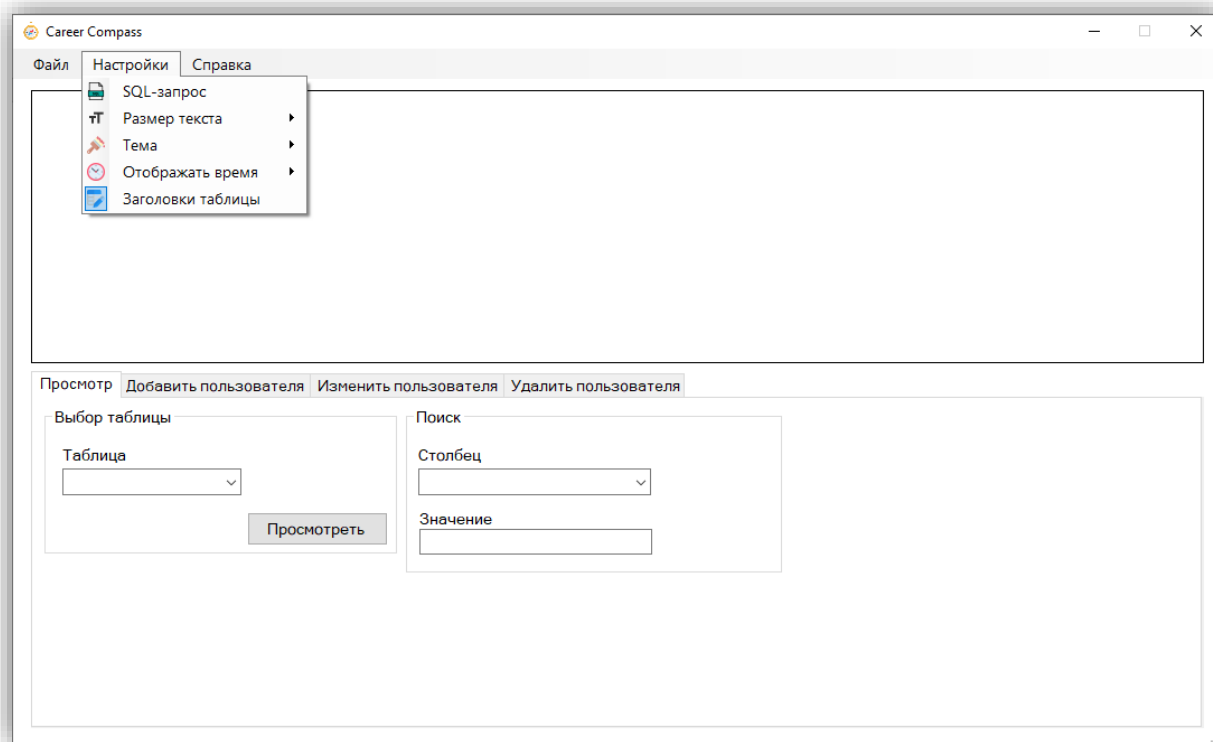 Career Compass
Файл Настройки Справка
SQL-запрос
Размер текста
Тема
Отображать время
Заголовки таблицы
Просмотр Добавить пользователя Изменить пользователя Удалить пользователя
Выбор таблицы
Таблица
Просмотреть
Поиск
Столбец
Значение